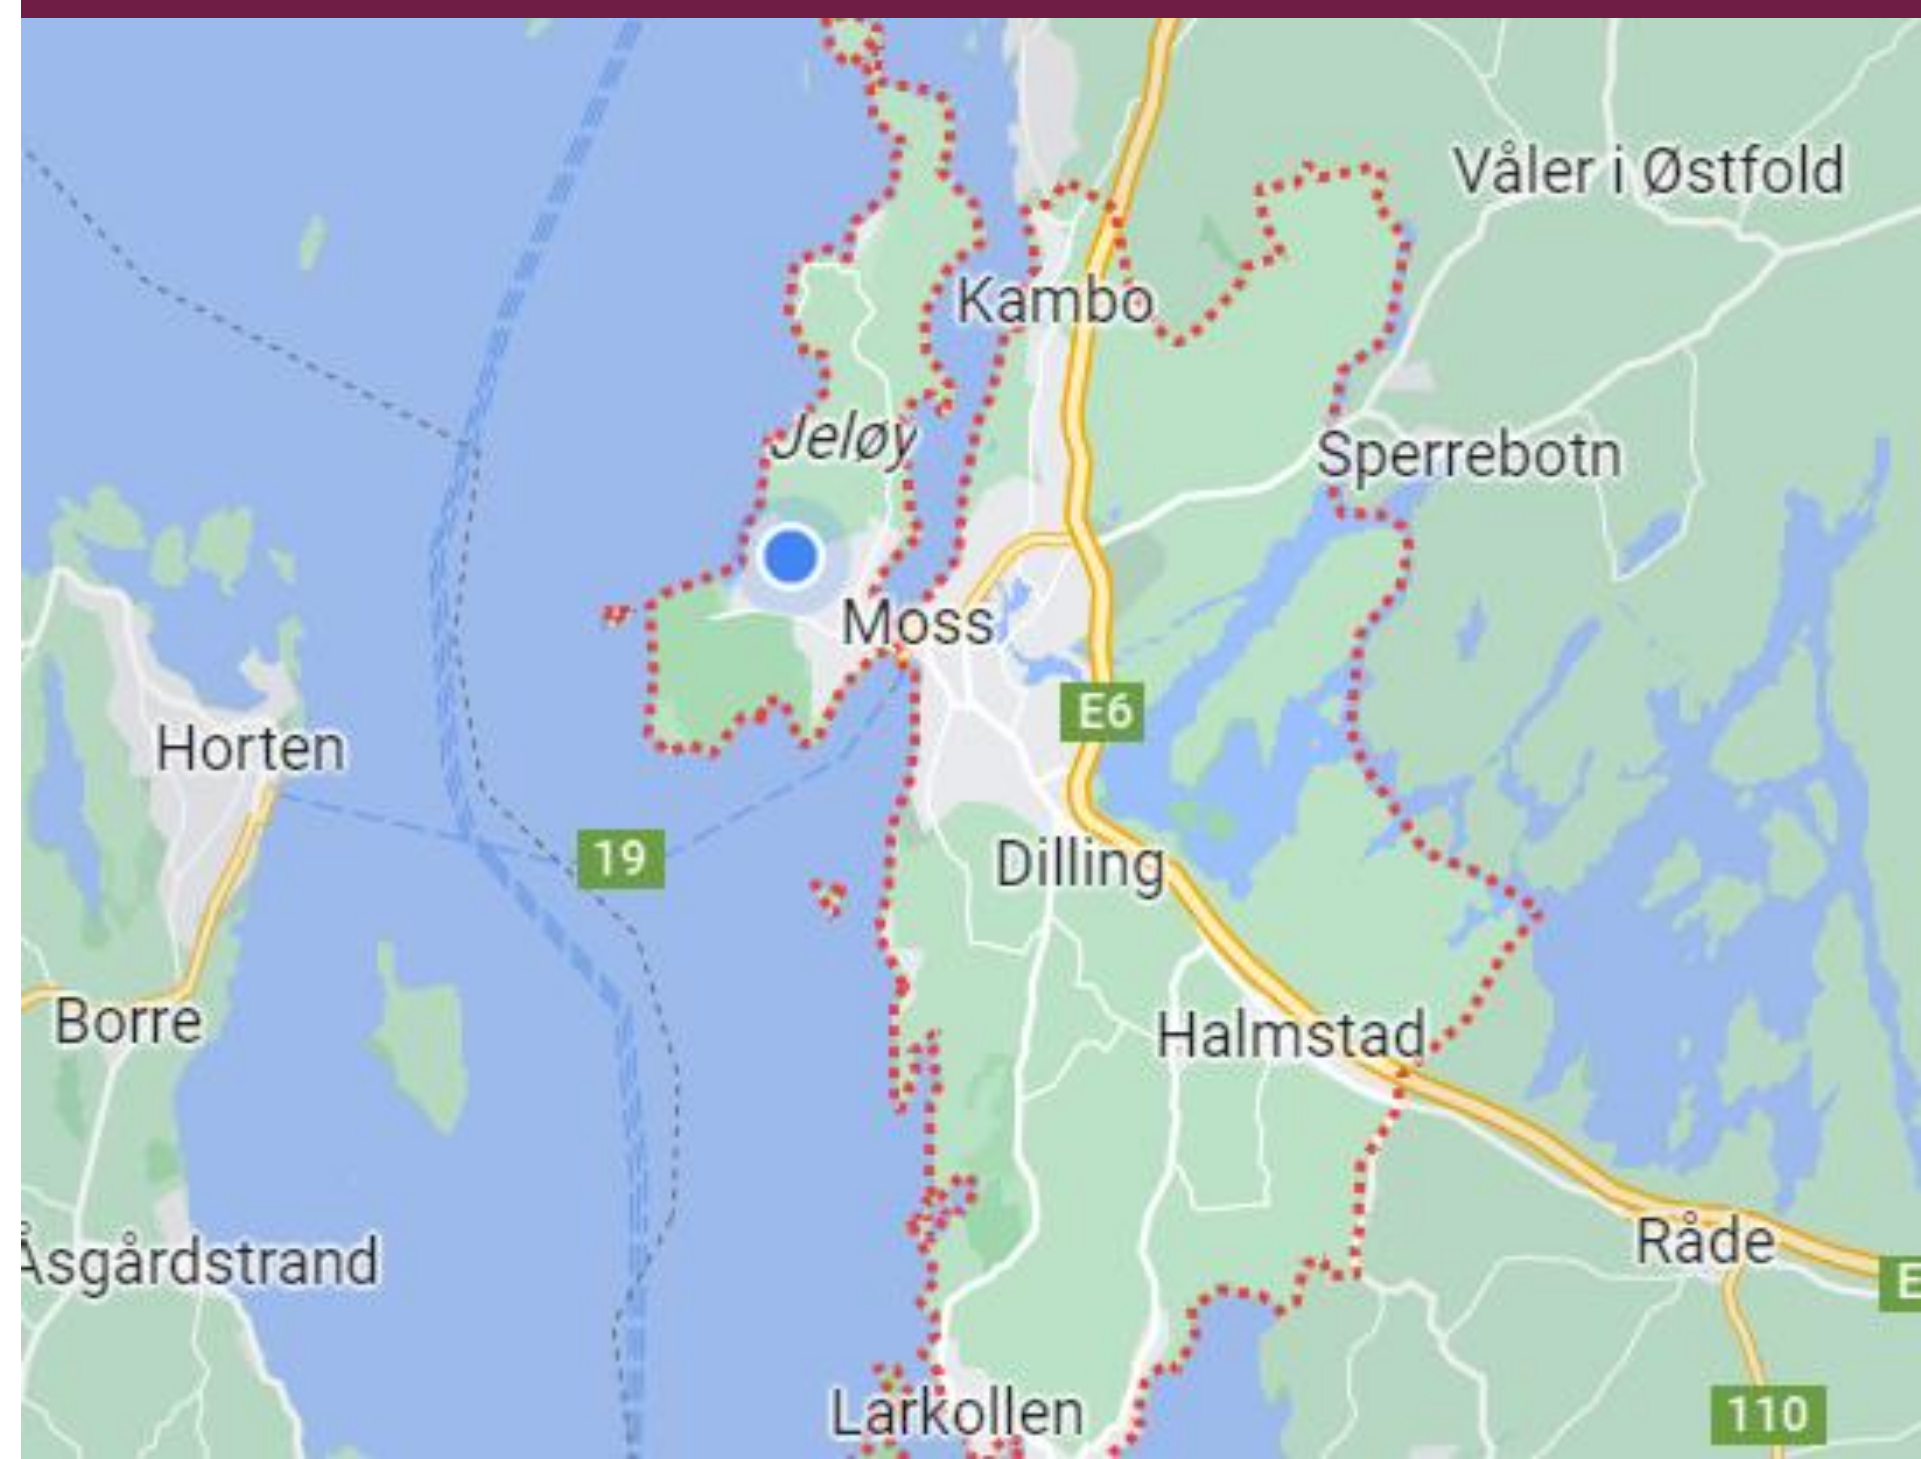 Våler i Østfold
Kambo
Jeløy
Sperrebotn
Moss
E6
Horten
19
Dilling
Borre
Halmstad
Råde
Åsgårdstrand
E
Larkollen
110